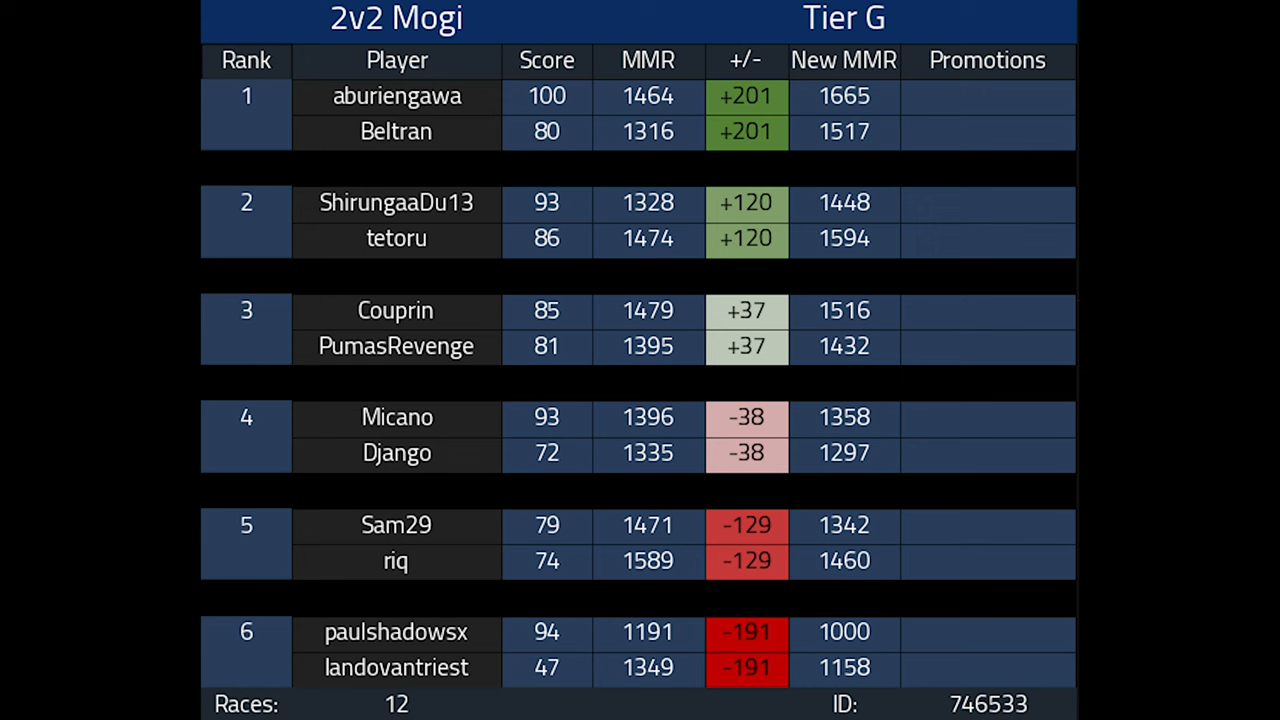 2v2 Mogi Tier G
Rank Player Score MMR +/- New MMR Promotions
1 aburiengawa 100 1464 +201 1665
Beltran 80 1316 +201 1517
2 ShirungaaDu13 93 1328 +120 1448
tetoru 86 1474 +120 1594
3 Couprin 85 1479 +37 1516
PumasRevenge 81 1395 +37 1432
4 Micano 93 1396 -38 1358
Django 72 1335 -38 1297
5 Sam29 79 1471 -129 1342
riq 74 1589 -129 1460
6 paulshadowsx 94 1191 -191 1000
landovantriest 47 1349 -191 1158
Races: 12 ID: 746533